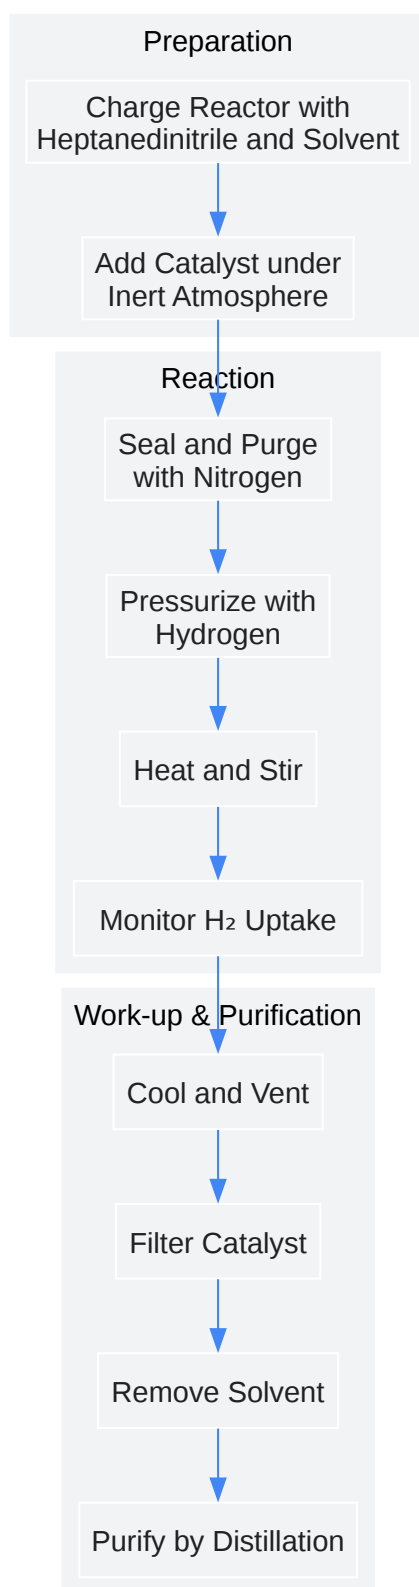 Preparation
Charge Reactor with
Heptanedinitrile and Solvent
Add Catalyst under
Inert Atmosphere
Reaction
Seal and Purge
with Nitrogen
Pressurize with
Hydrogen
Heat and Stir
Monitor H₂ Uptake
Work-up & Purification
Cool and Vent
Filter Catalyst
Remove Solvent
Purify by Distillation